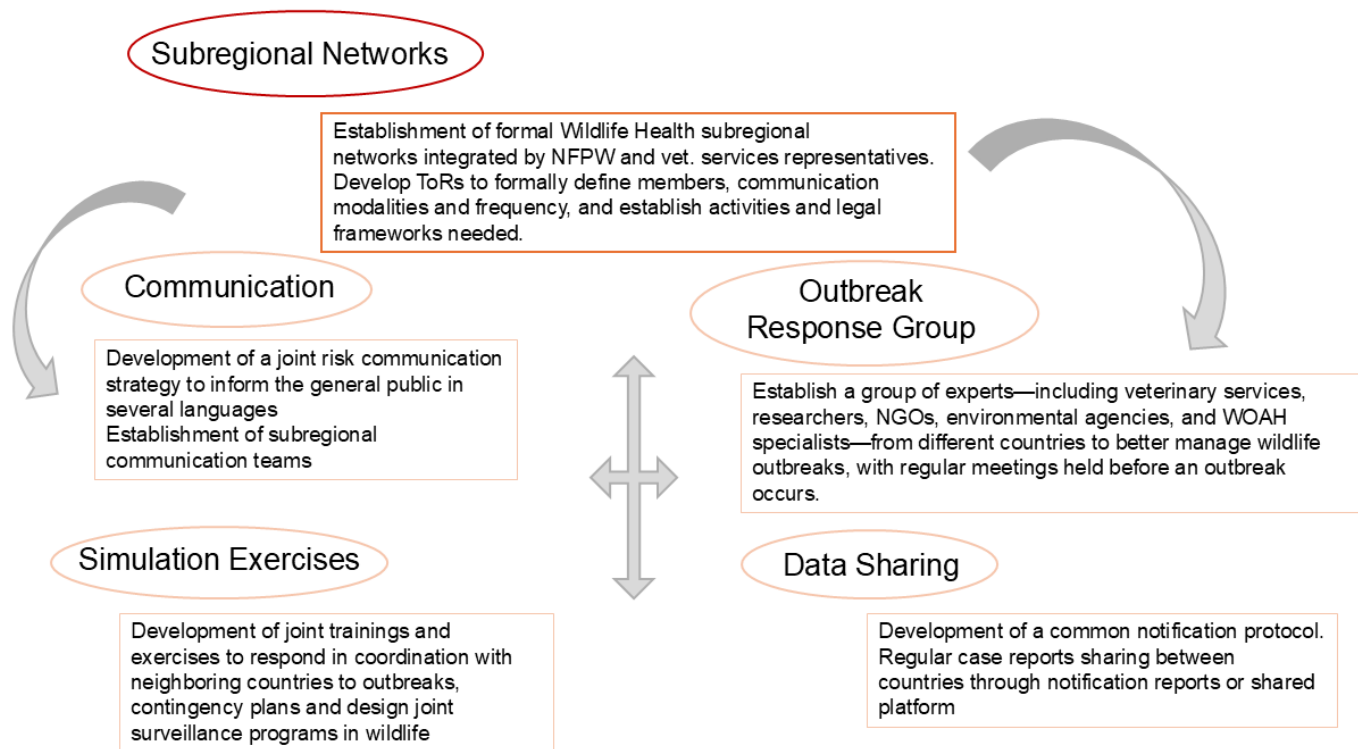 Subregional Networks
Establishment of formal Wildlife Health subregional
networks integrated by NFPW and vet. services representatives.
Develop ToRs to formally define members, communication
modalities and frequency, and establish activities and legal
frameworks needed.
Communication
Development of a joint risk communication
strategy to inform the general public in
several languages
Establishment of subregional
communication teams
Outbreak
Response Group
Establish a group of experts—including veterinary services,
researchers, NGOs, environmental agencies, and WOAH
specialists—from different countries to better manage wildlife
outbreaks, with regular meetings held before an outbreak
occurs.
Simulation Exercises
Development of joint trainings and
exercises to respond in coordination with
neighboring countries to outbreaks,
contingency plans and design joint
surveillance programs in wildlife
Data Sharing
Development of a common notification protocol.
Regular case reports sharing between
countries through notification reports or shared
platform